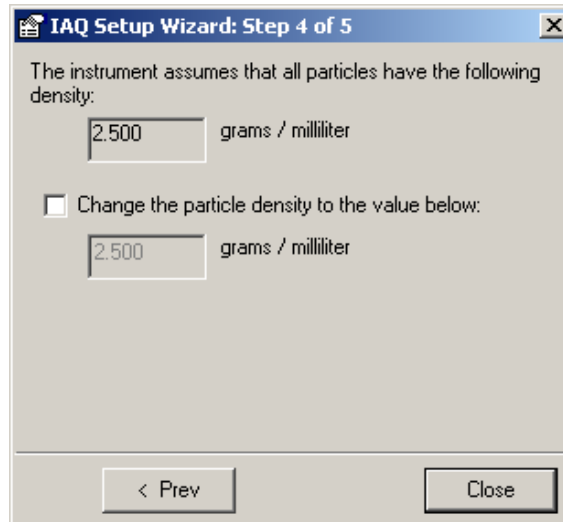 IAQ Setup Wizard: Step 4 of 5
The instrument assumes that all particles have the following
density:
2.500 grams / milliliter
Change the particle density to the value below:
2.500 grams / milliliter
< Prev
Close